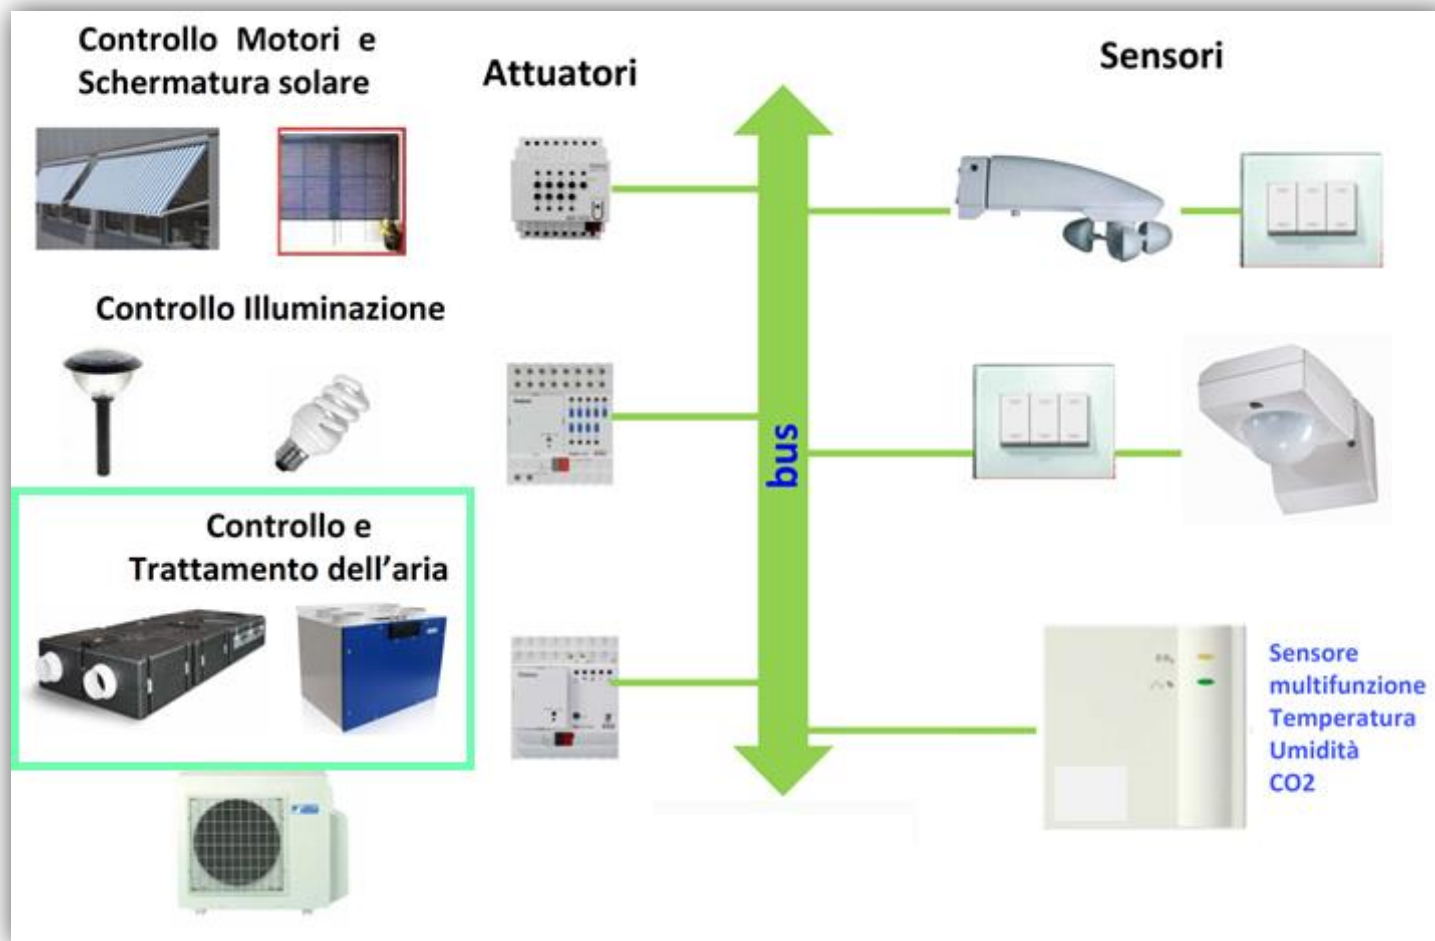 Controllo Motori e
Schermatura solare
Attuatori
Sensori
Controllo Illuminazione
bus
Controllo e
Trattamento dell’aria
Sensore
multifunzione
Temperatura
Umidità
CO2